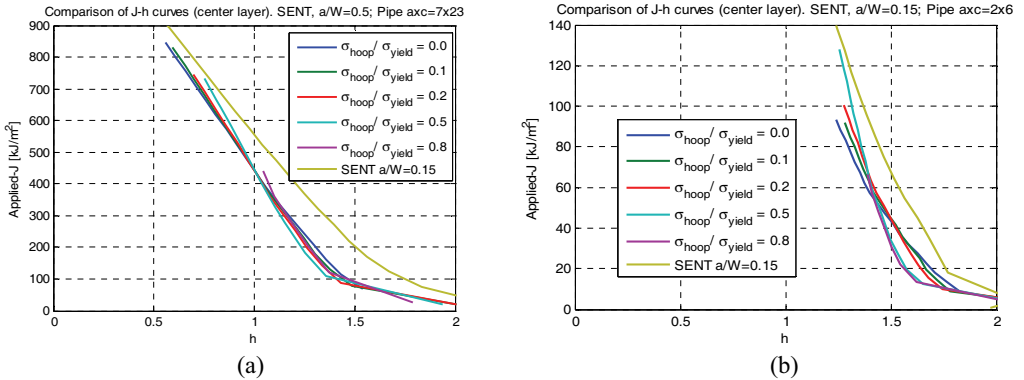 Comparison of J-h curves (center layer). SENT, a/W=0.5; Pipe axc=7x23
900
800
700
600
500
400
300
200
100
0
Applied-J [kJ/m²]
σhoop/ σyield = 0.0
σhoop/ σyield = 0.1
σhoop/ σyield = 0.2
σhoop/ σyield = 0.5
σhoop/ σyield = 0.8
SENT a/W=0.15
0 0.5 1 1.5 2
h
(a)
Comparison of J-h curves (center layer). SENT, a/W=0.15; Pipe axc=2x6
140
120
100
80
60
40
20
0
Applied-J [kJ/m²]
σhoop/ σyield = 0.0
σhoop/ σyield = 0.1
σhoop/ σyield = 0.2
σhoop/ σyield = 0.5
σhoop/ σyield = 0.8
SENT a/W=0.15
0 0.5 1 1.5 2
h
(b)